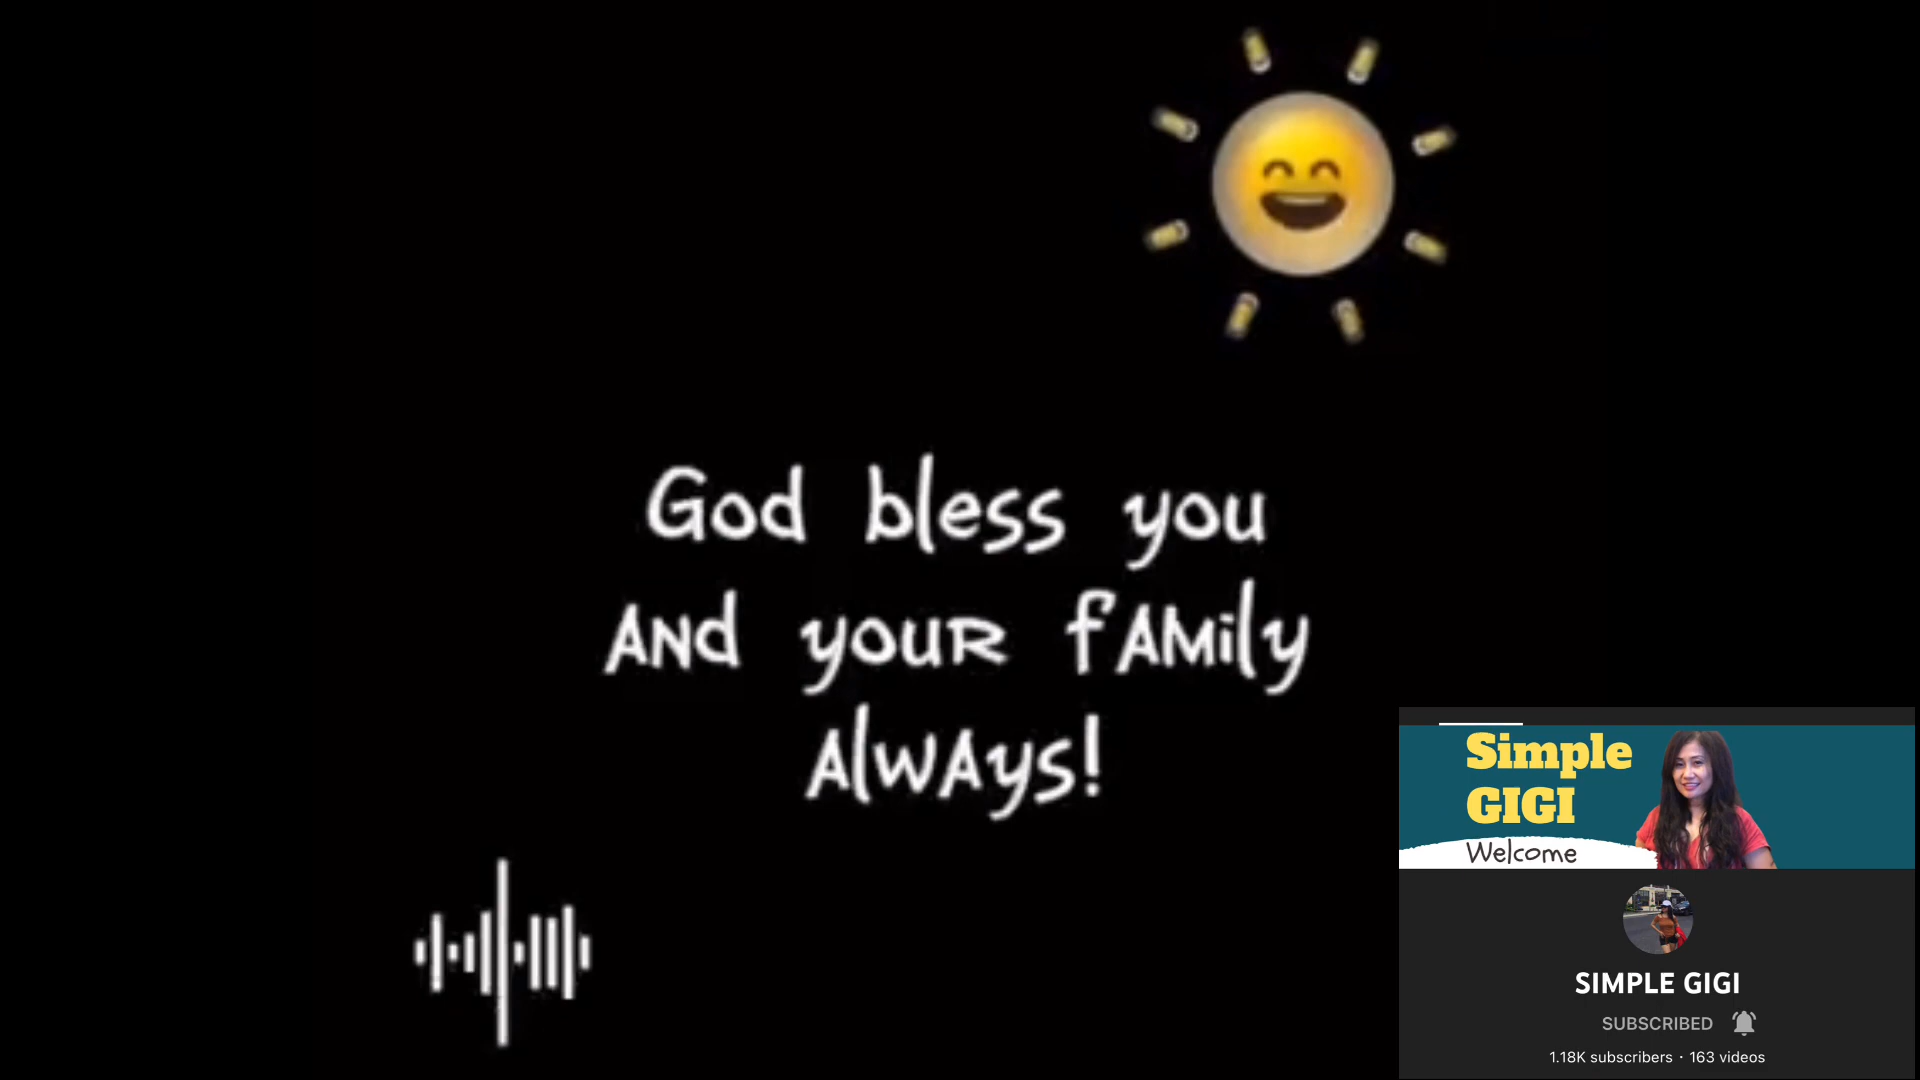 God bless you
And your family
Always!
Simple
GIGI
Welcome
SIMPLE GIGI
SUBSCRIBED
1.18K subscribers · 163 videos